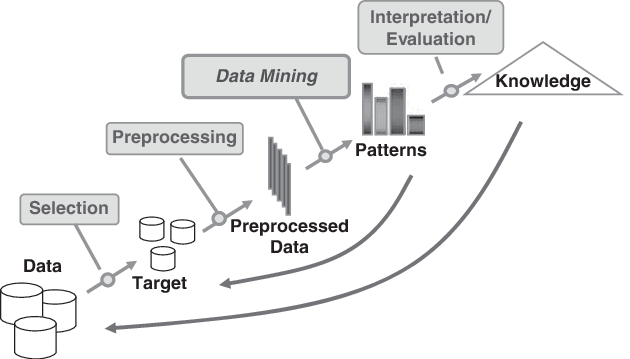 Interpretation/
Evaluation
Data Mining
Knowledge
Preprocessing
Patterns
Selection
Preprocessed
Data
Data
Target